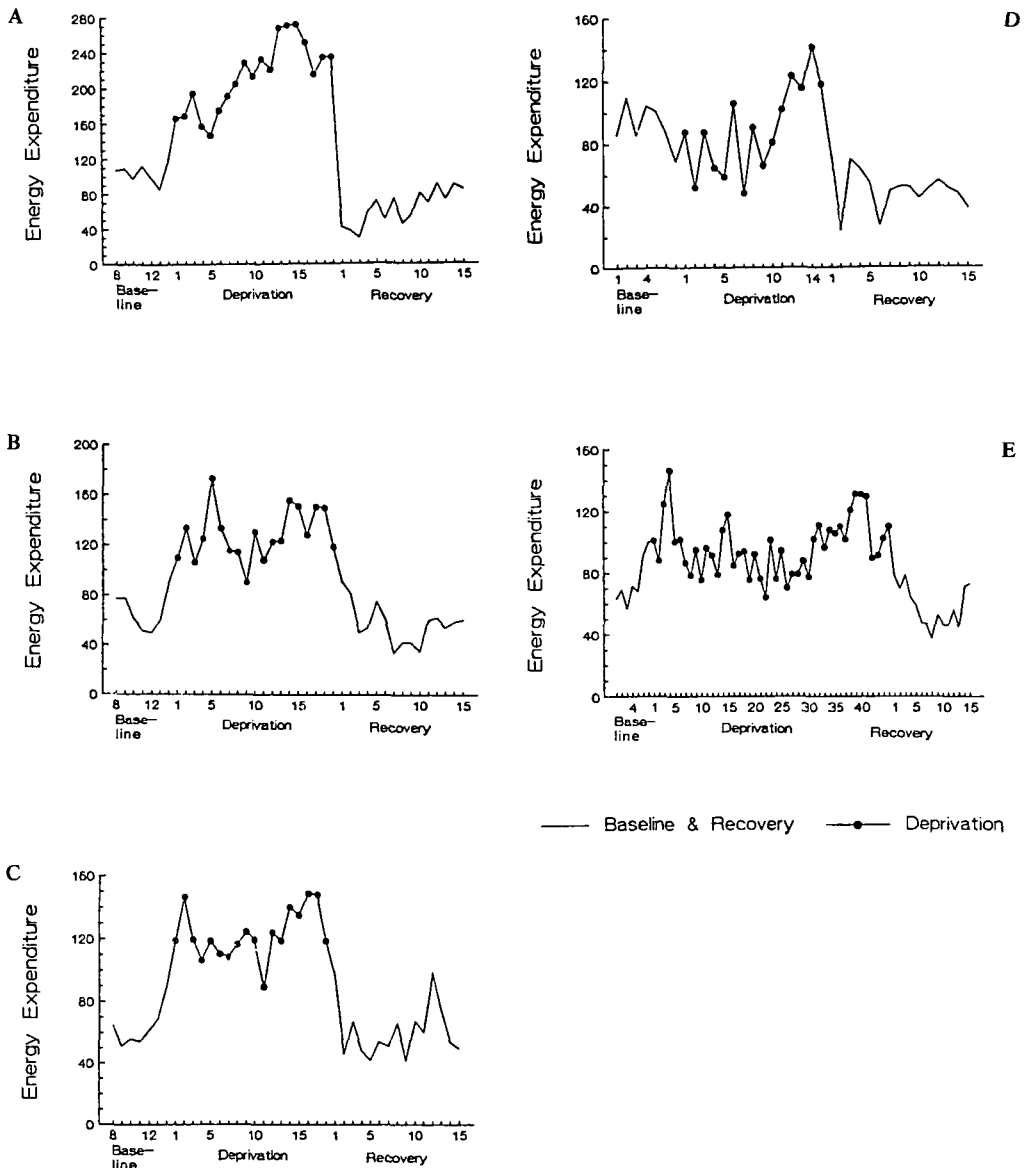 A
Energy Expenditure
280
240
200
160
120
80
40
0
8 12 1 5 10 15 1 5 10 15
Base-
line
Deprivation
Recovery
D
Energy Expenditure
160
120
80
40
0
1 4 1 5 10 14 1 5 10 15
Base-
line
Deprivation
Recovery
B
Energy Expenditure
200
160
120
80
40
0
8 12 1 5 10 15 1 5 10 15
Base-
line
Deprivation
Recovery
E
Energy Expenditure
160
120
80
40
0
4 1 5 10 15 20 25 30 35 40 1 5 10 15
Base-
line
Deprivation
Recovery
Baseline & Recovery
Deprivation
C
Energy Expenditure
160
120
80
40
0
8 12 1 5 10 15 1 5 10 15
Base-
line
Deprivation
Recovery